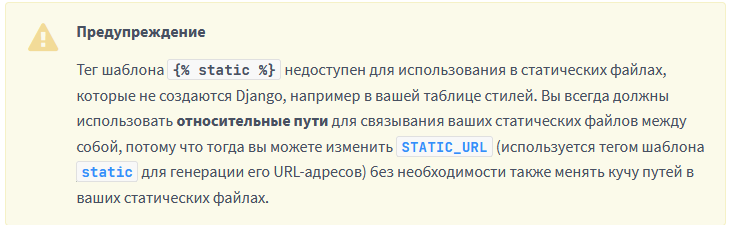 Предупреждение
Тег шаблона {% static %} недоступен для использования в статических файлах,
которые не создаются Django, например в вашей таблице стилей. Вы всегда должны
использовать относительные пути для связывания ваших статических файлов между
собой, потому что тогда вы можете изменить STATIC_URL (используется тегом шаблона
static для генерации его URL-адресов) без необходимости также менять кучу путей в
ваших статических файлах.